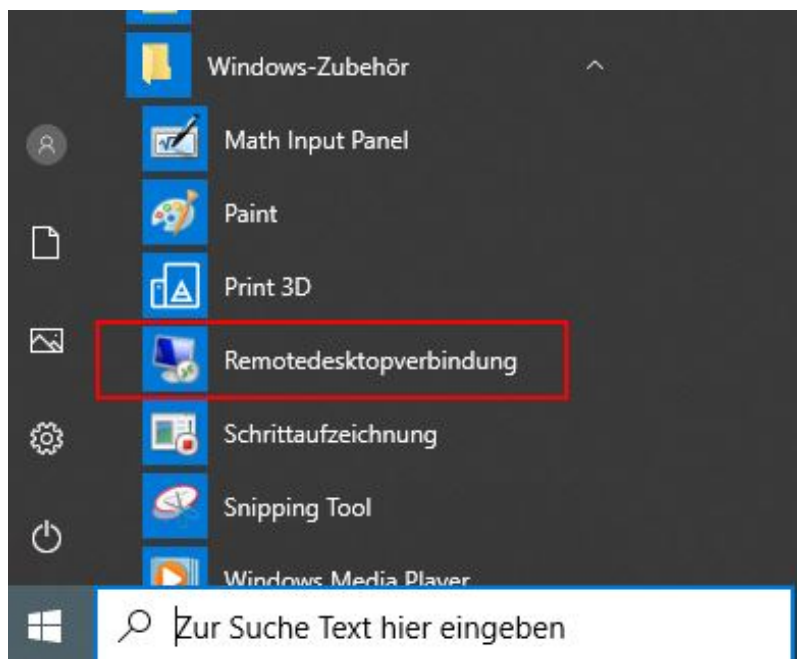 Windows-Zubehör
Math Input Panel
Paint
Print 3D
Remotedesktopverbindung
Schrittaufzeichnung
Snipping Tool
Windows Media Player
Zur Suche Text hier eingeben